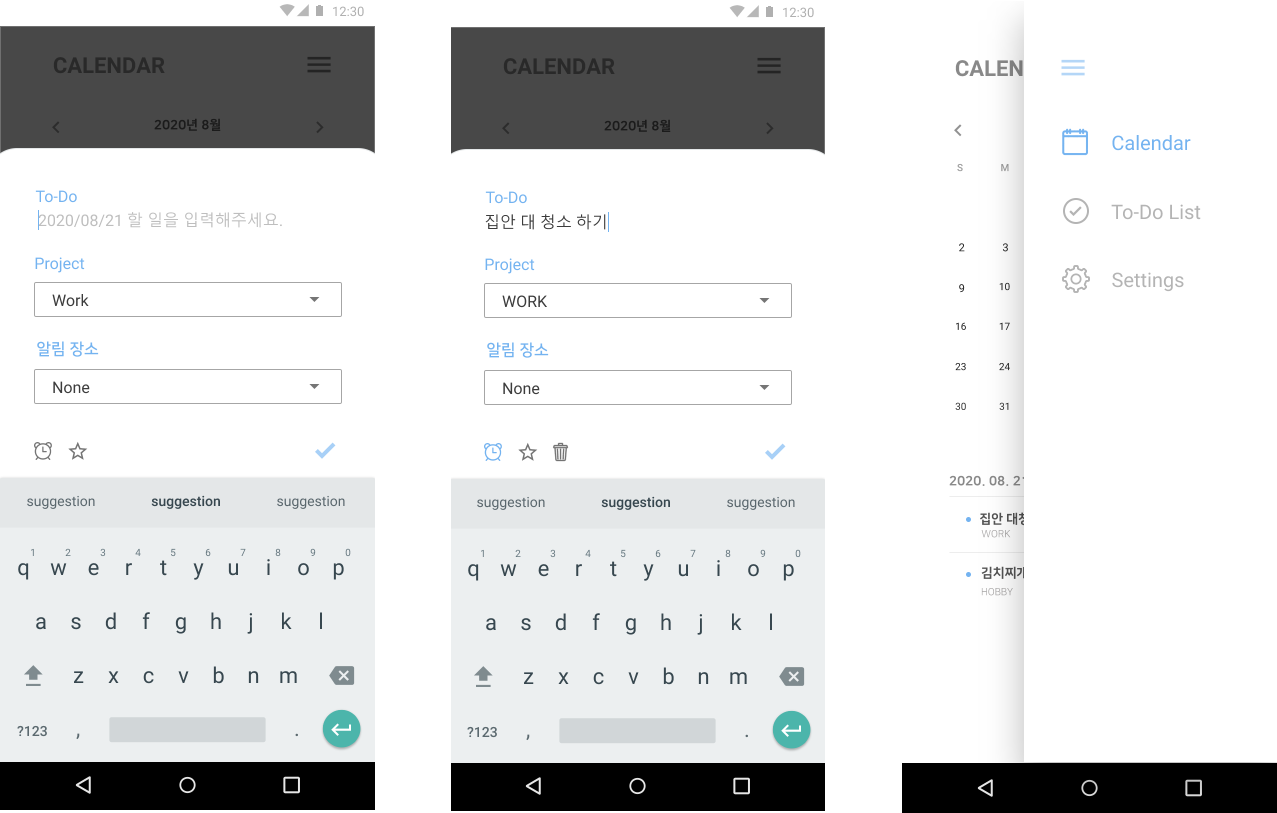 12:30
CALENDAR
2020년 8월
To-Do
2020/08/21 할 일을 입력해주세요.
Project
Work
알림 장소
None
suggestion suggestion suggestion
1 2 3 4 5 6 7 8 9 0
q w e r t y u i o p
a s d f g h j k l
z x c v b n m
?123 , .
12:30
CALENDAR
2020년 8월
To-Do
집안 대 청소 하기
Project
WORK
알림 장소
None
suggestion suggestion suggestion
1 2 3 4 5 6 7 8 9 0
q w e r t y u i o p
a s d f g h j k l
z x c v b n m
?123 , .
CALEN
S M
2 3
9 10
16 17
23 24
30 31
2020. 08. 21
집안 대청
WORK
김치찌개
HOBBY
Calendar
To-Do List
Settings